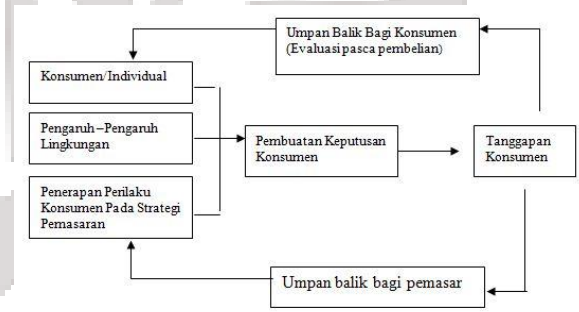 Umpan Balik Bagi Konsumen
(Evaluasi pasca pembelian)
Konsumen/Individual
Pengaruh–Pengaruh
Lingkungan
Pembuatan Keputusan
Konsumen
Tanggapan
Konsumen
Penerapan Perilaku
Konsumen Pada Strategi
Pemasaran
Umpan balik bagi pemasar